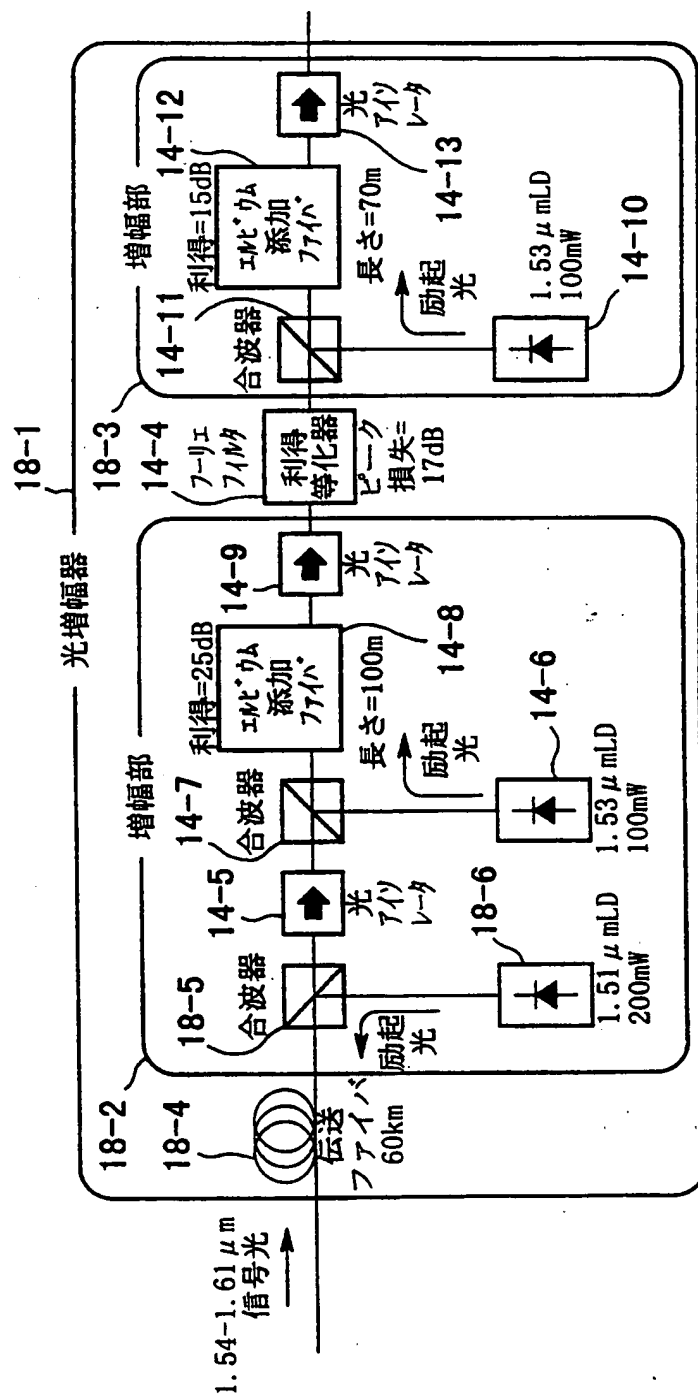 18-1
光増幅器
1.54-1.61μm
信号光
18-2
18-4
伝送
ファイバ
60km
増幅部
18-5
合波器
励起
光
18-6
1.51μmLD
200mW
14-5
光
アイソ
レータ
14-7
合波器
励起
光
14-6
1.53μmLD
100mW
利得=25dB
エルビウム
添加
ファイバ
長さ=100m
14-8
14-9
光
アイソ
レータ
18-3
14-4
フーリェ
フィルタ
利得
等化器
ピーク
損失=
17dB
増幅部
14-11
合波器
励起
光
14-10
1.53μmLD
100mW
利得=15dB
エルビウム
添加
ファイバ
長さ=70m
14-12
14-13
光
アイソ
レータ